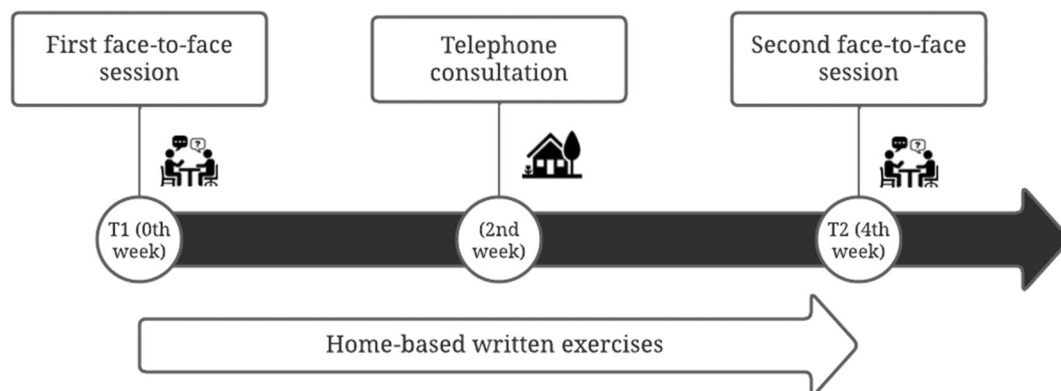 First face-to-face
session
Telephone
consultation
Second face-to-face
session
?
?
T1 (0th
week)
(2nd
week)
T2 (4th
week)
Home-based written exercises